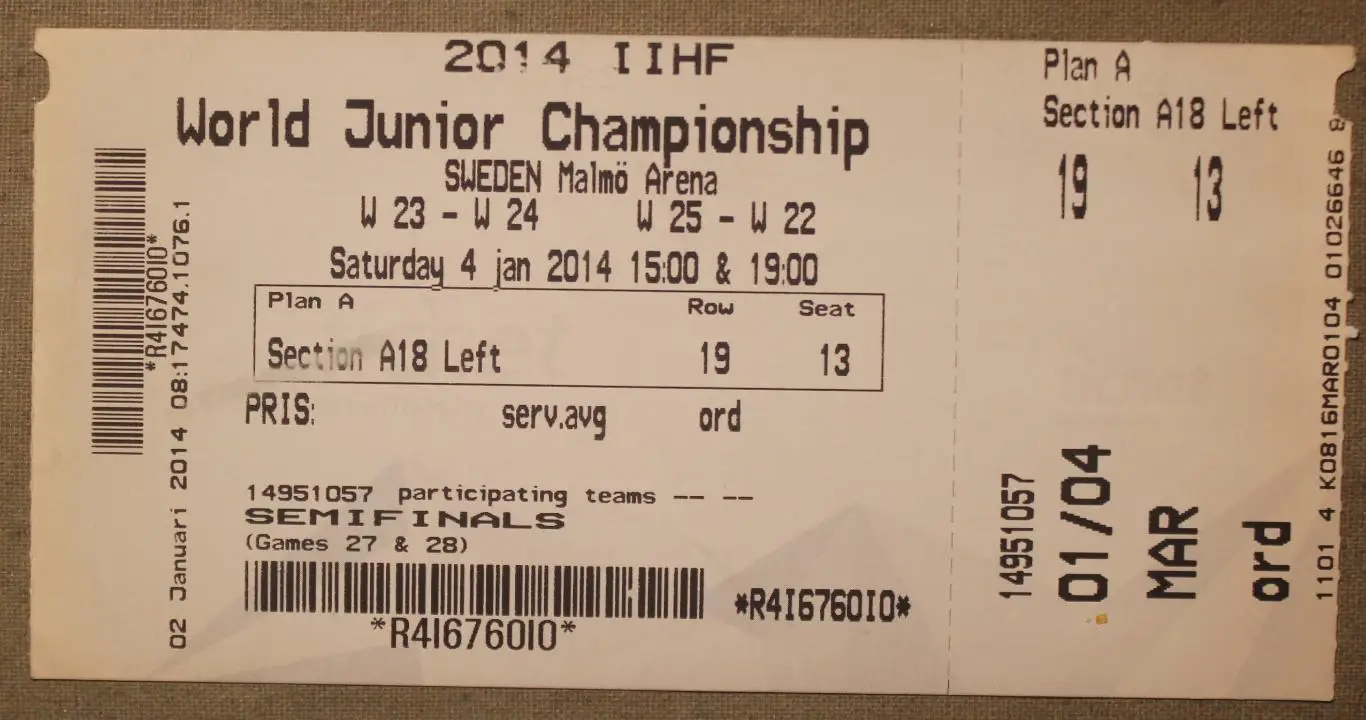 2014 IIHF
World Junior Championship
SWEDEN Malmö Arena
W 23 - W 24 W 25 - W 22
Saturday 4 jan 2014 15:00 & 19:00
Plan A Row Seat
Section A18 Left 19 13
PRIS: serv.avg ord
14951057 participating teams -- --
SEMIFINALS
(Games 27 & 28)
*R4I676OIO* *R4I676OIO*
*R4I676OIO*
02 Januari 2014 08:17474.1076.1
Plan A
Section A18 Left
19 13
14951057
01/04
MAR
ord
1101 4 K0816MAR0104 01026646 8